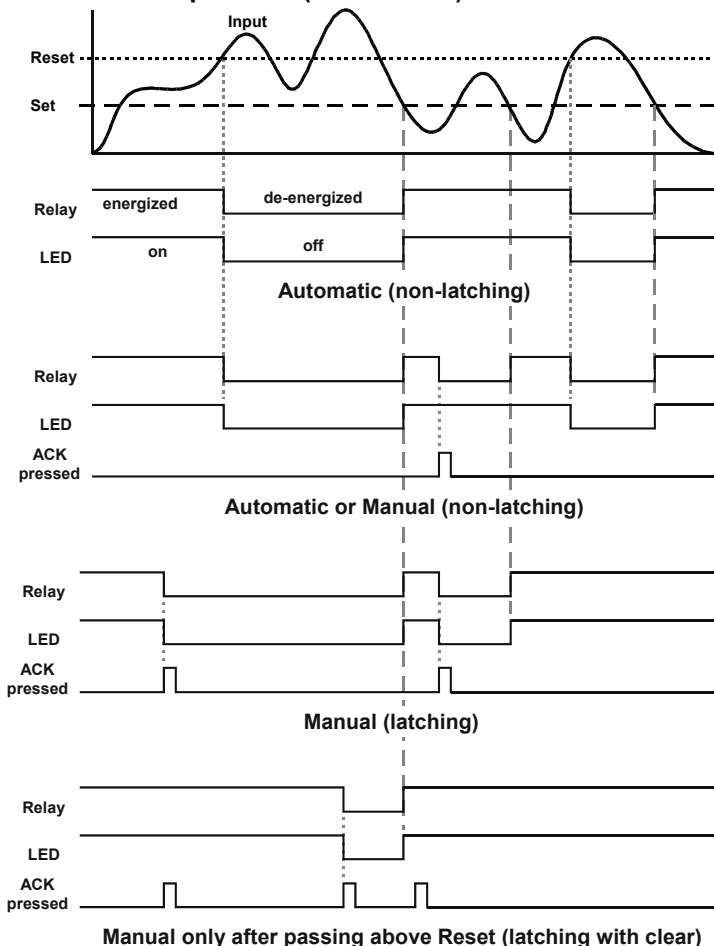 Input
Reset
Set
Relay
energized
de-energized
LED
on
off
Automatic (non-latching)
Relay
LED
ACK
pressed
Automatic or Manual (non-latching)
Relay
LED
ACK
pressed
Manual (latching)
Relay
LED
ACK
pressed
Manual only after passing above Reset (latching with clear)